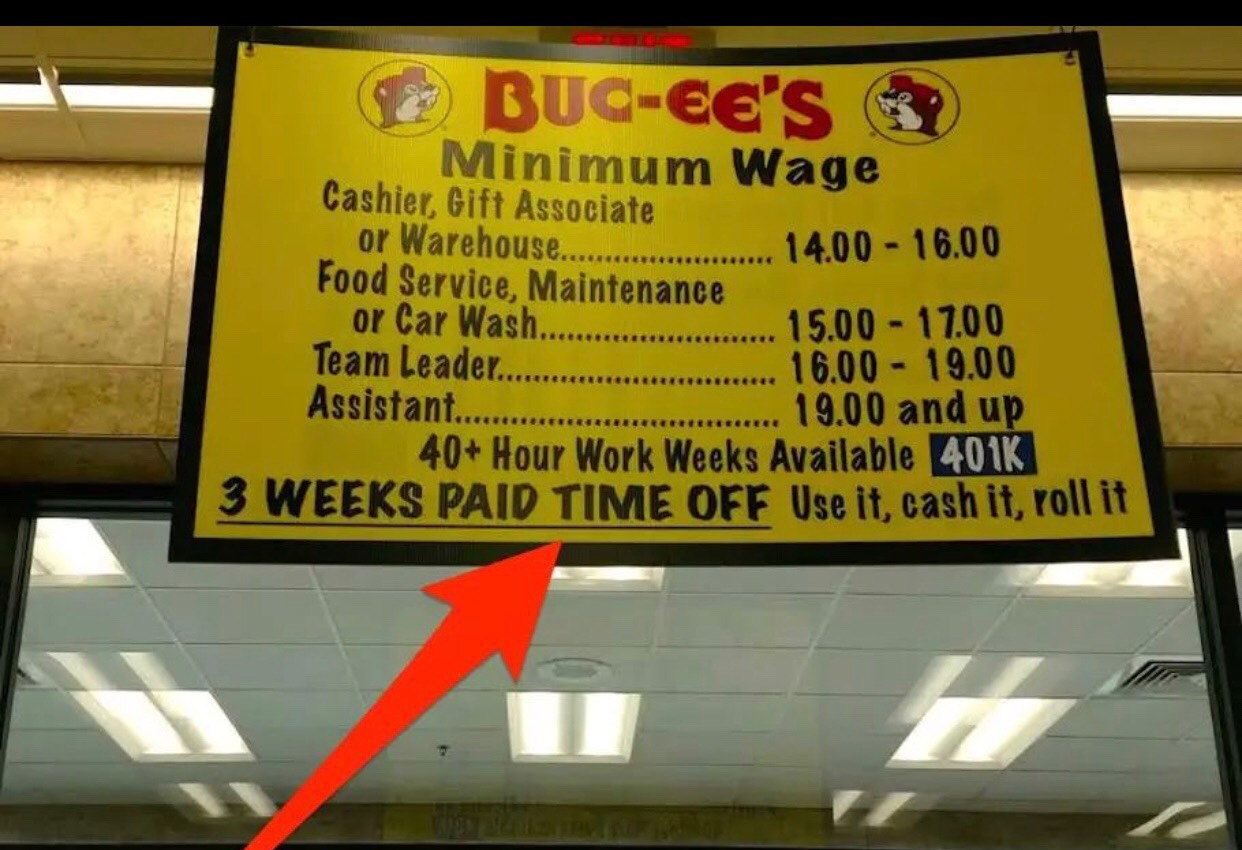 BUC-EE'S
Minimum Wage
Cashier, Gift Associate
or Warehouse........................ 14.00 - 16.00
Food Service, Maintenance
or Car Wash.......................... 15.00 - 17.00
Team Leader.............................. 16.00 - 19.00
Assistant................................... 19.00 and up
40+ Hour Work Weeks Available 401K
3 WEEKS PAID TIME OFF Use it, cash it, roll it